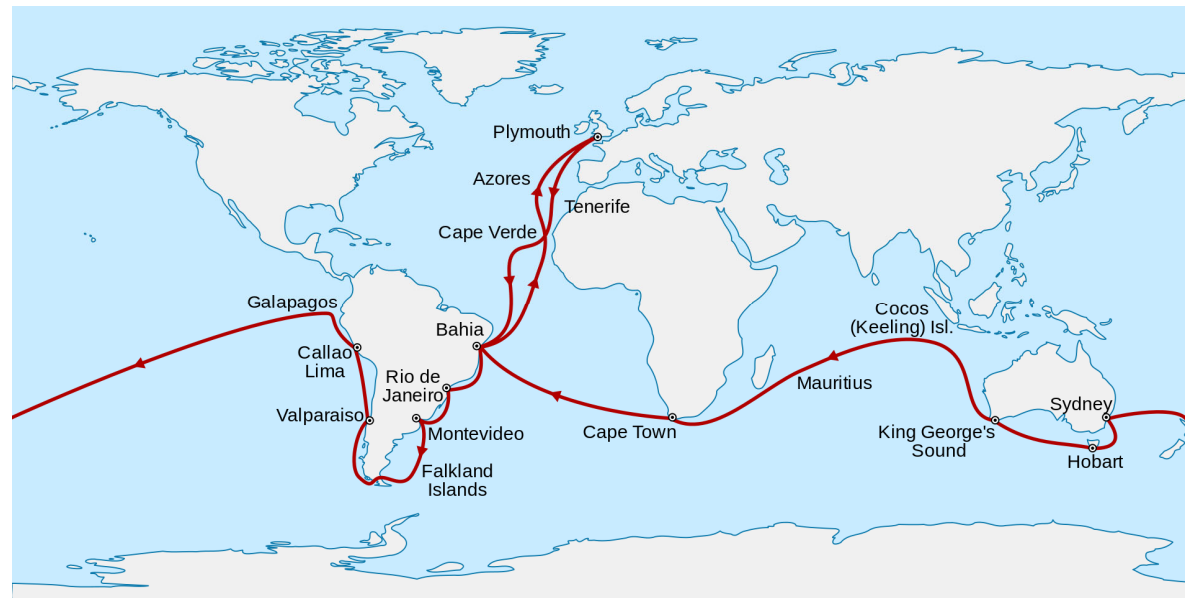 Plymouth
Azores
Tenerife
Cape Verde
Galapagos
Bahia
Cocos
(Keeling) Isl.
Callao
Lima
Rio de
Janeiro
Mauritius
Valparaiso
Montevideo
Cape Town
King George's
Sound
Sydney
Hobart
Falkland
Islands